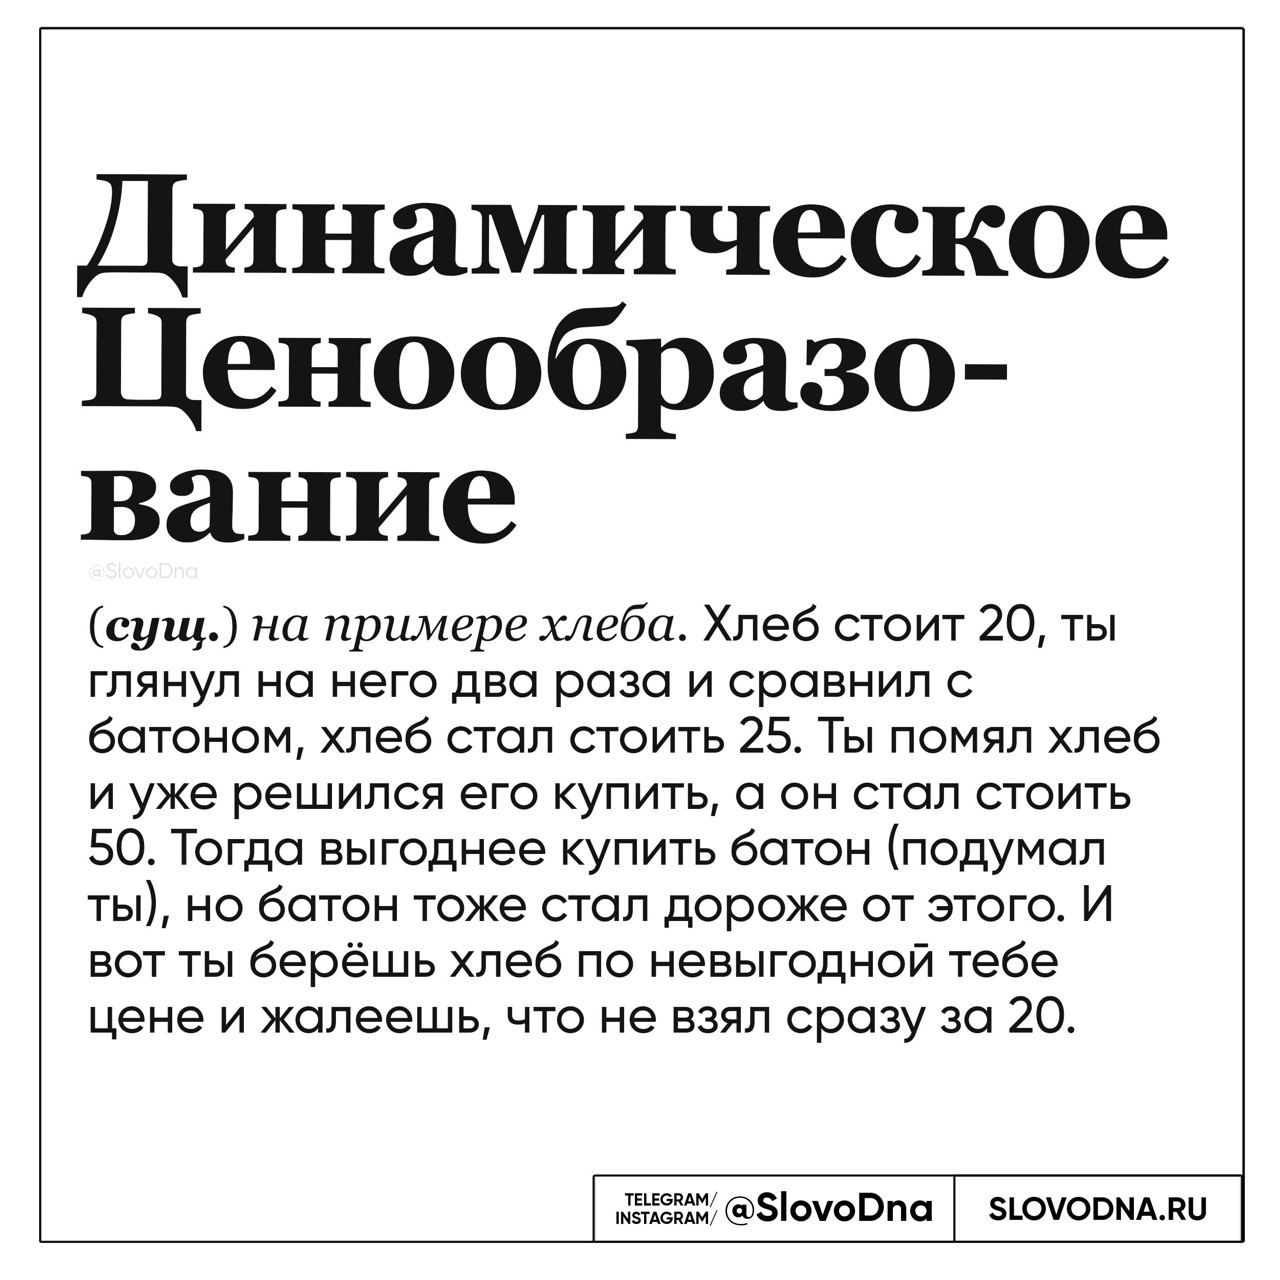 Динамическое
Ценообразо-
вание
@SlovoDna
(сущ.) на примере хлеба. Хлеб стоит 20, ты
глянул на него два раза и сравнил с
батоном, хлеб стал стоить 25. Ты помял хлеб
и уже решился его купить, а он стал стоить
50. Тогда выгоднее купить батон (подумал
ты), но батон тоже стал дороже от этого. И
вот ты берёшь хлеб по невыгодной тебе
цене и жалеешь, что не взял сразу за 20.
TELEGRAM/
INSTAGRAM/
@SlovoDna
SLOVODNA.RU